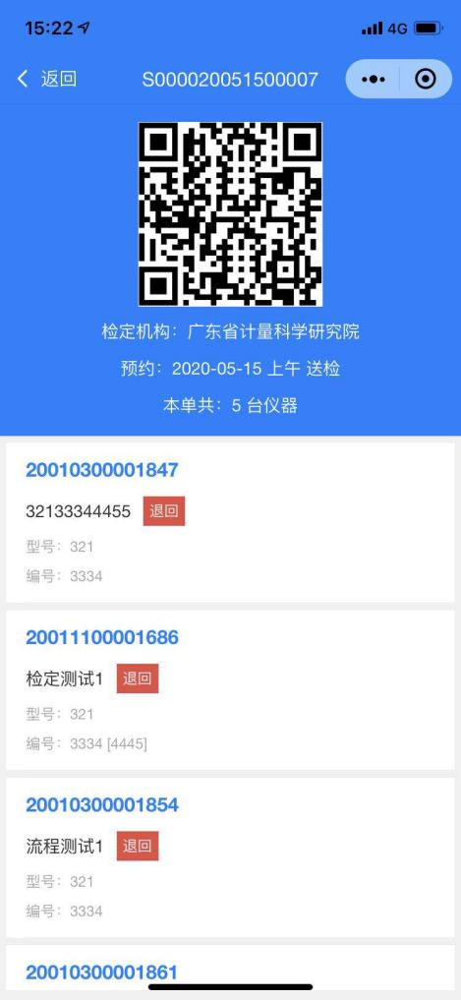 15:22
4G
返回
S000020051500007
检定机构：广东省计量科学研究院
预约：2020-05-15 上午 送检
本单共：5 台仪器
20010300001847
32133344455 退回
型号：321
编号：3334
20011100001686
检定测试1 退回
型号：321
编号：3334 [4445]
20010300001854
流程测试1 退回
型号：321
编号：3334
20010300001861